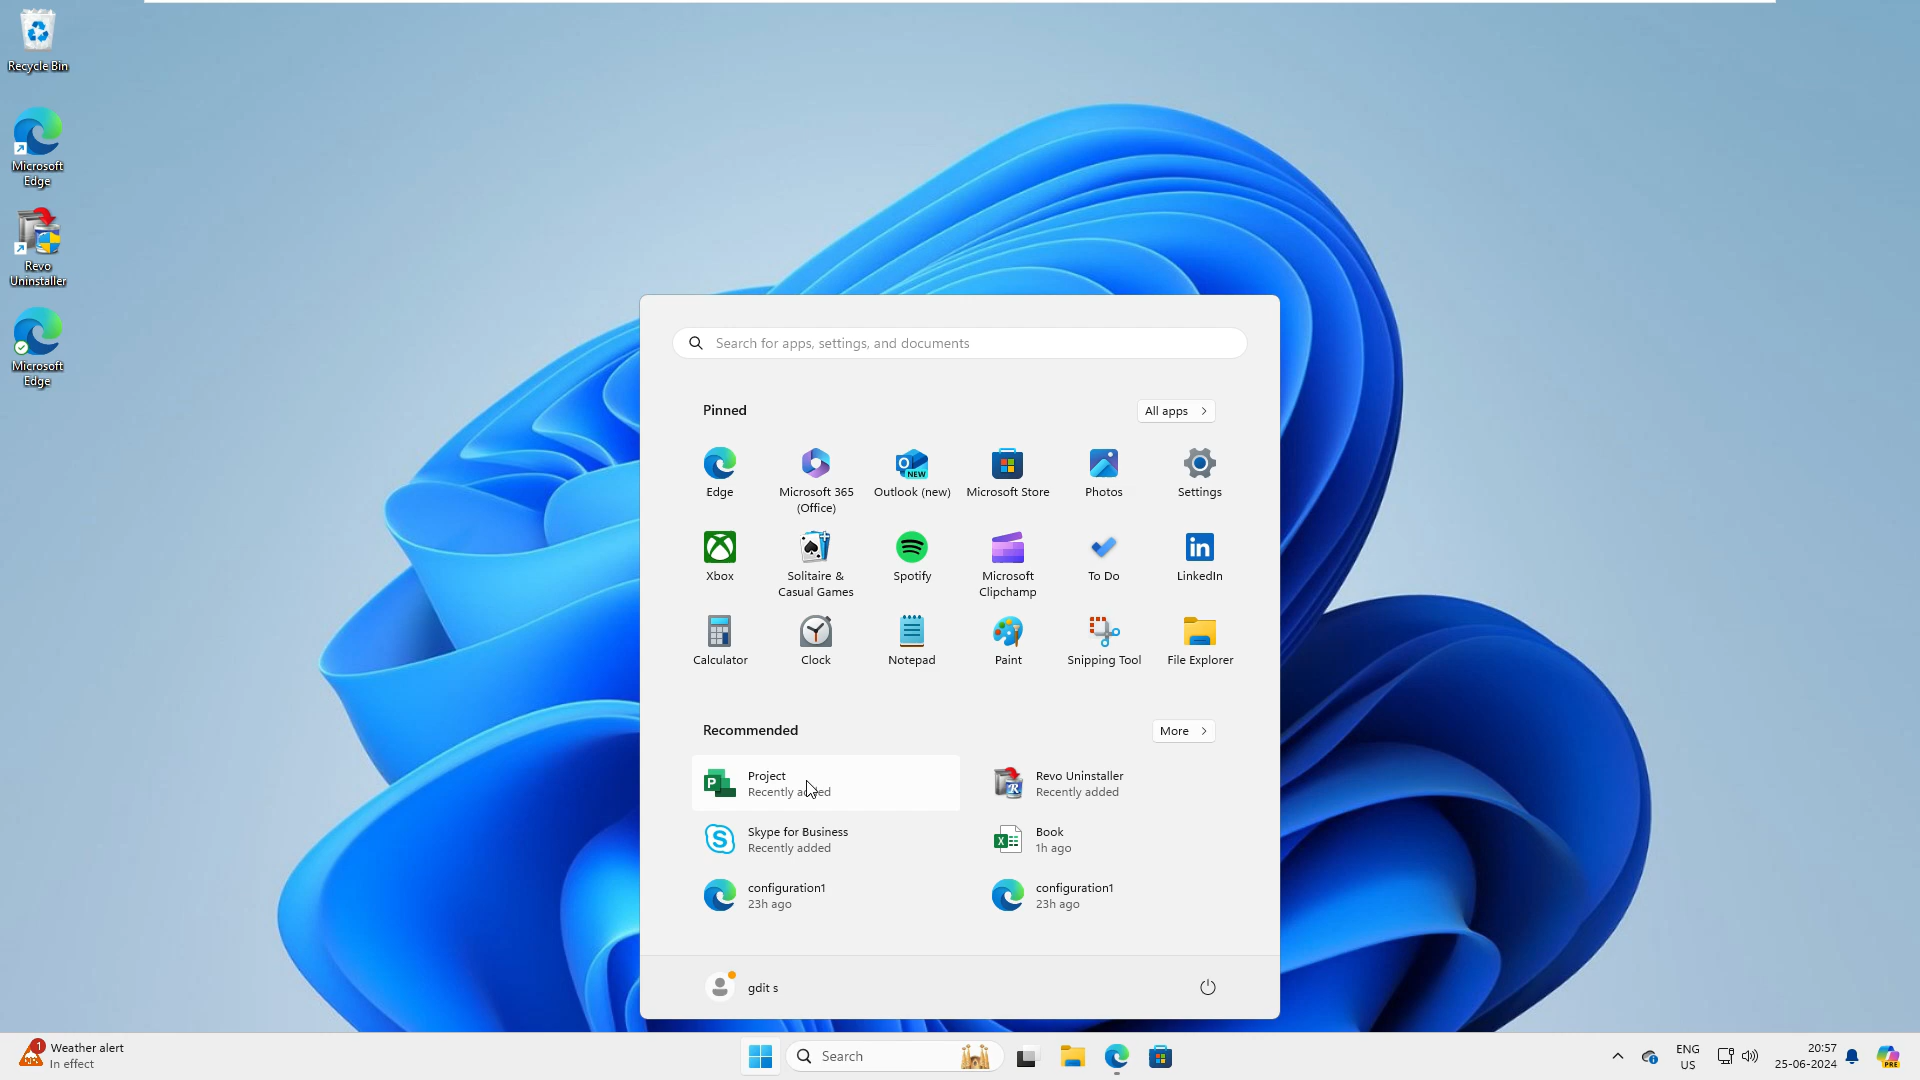 Recycle Bin
Microsoft
Edge
Revo
Uninstaller
Microsoft
Edge
Search for apps, settings, and documents
Pinned
All apps
Edge
Microsoft 365
(Office)
Outlook (new)
Microsoft Store
Photos
Settings
Xbox
Solitaire &
Casual Games
Spotify
Microsoft
Clipchamp
To Do
LinkedIn
Calculator
Clock
Notepad
Paint
Snipping Tool
File Explorer
Recommended
More
Project
Recently added
Revo Uninstaller
Recently added
Skype for Business
Recently added
Book
1h ago
configuration1
23h ago
configuration1
23h ago
gdit s
1
Weather alert
In effect
Search
ENG
US
20:57
25-06-2024
PRE